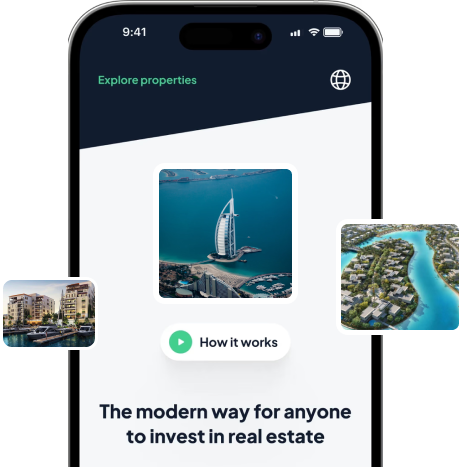 9:41
Explore properties
How it works
The modern way for anyone
to invest in real estate